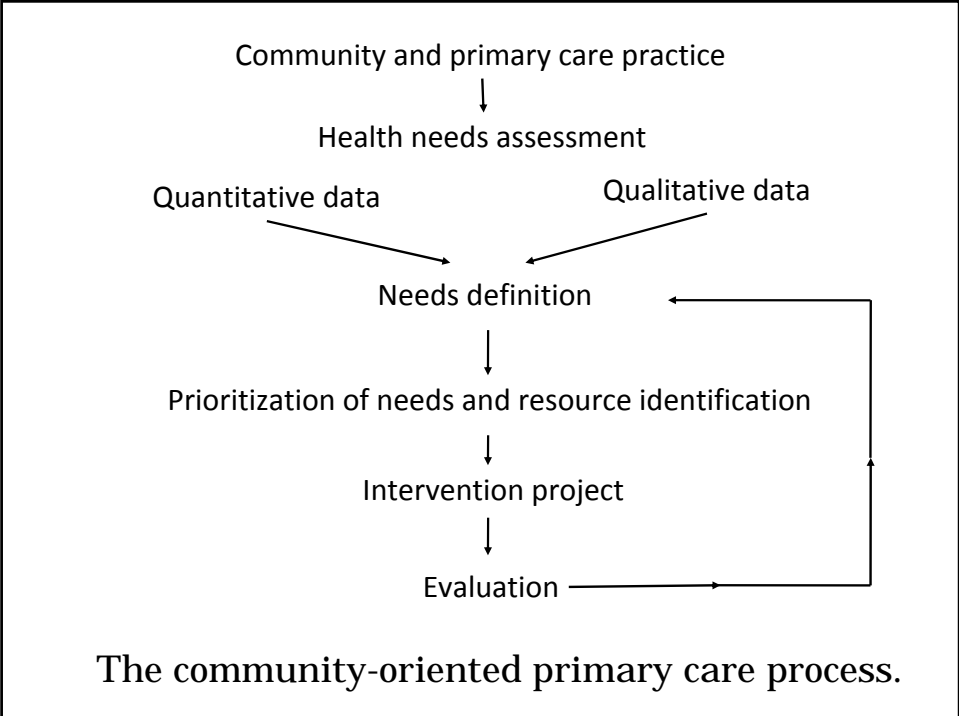 Community and primary care practice
Health needs assessment
Quantitative data
Qualitative data
Needs definition
Prioritization of needs and resource identification
Intervention project
Evaluation
The community-oriented primary care process.